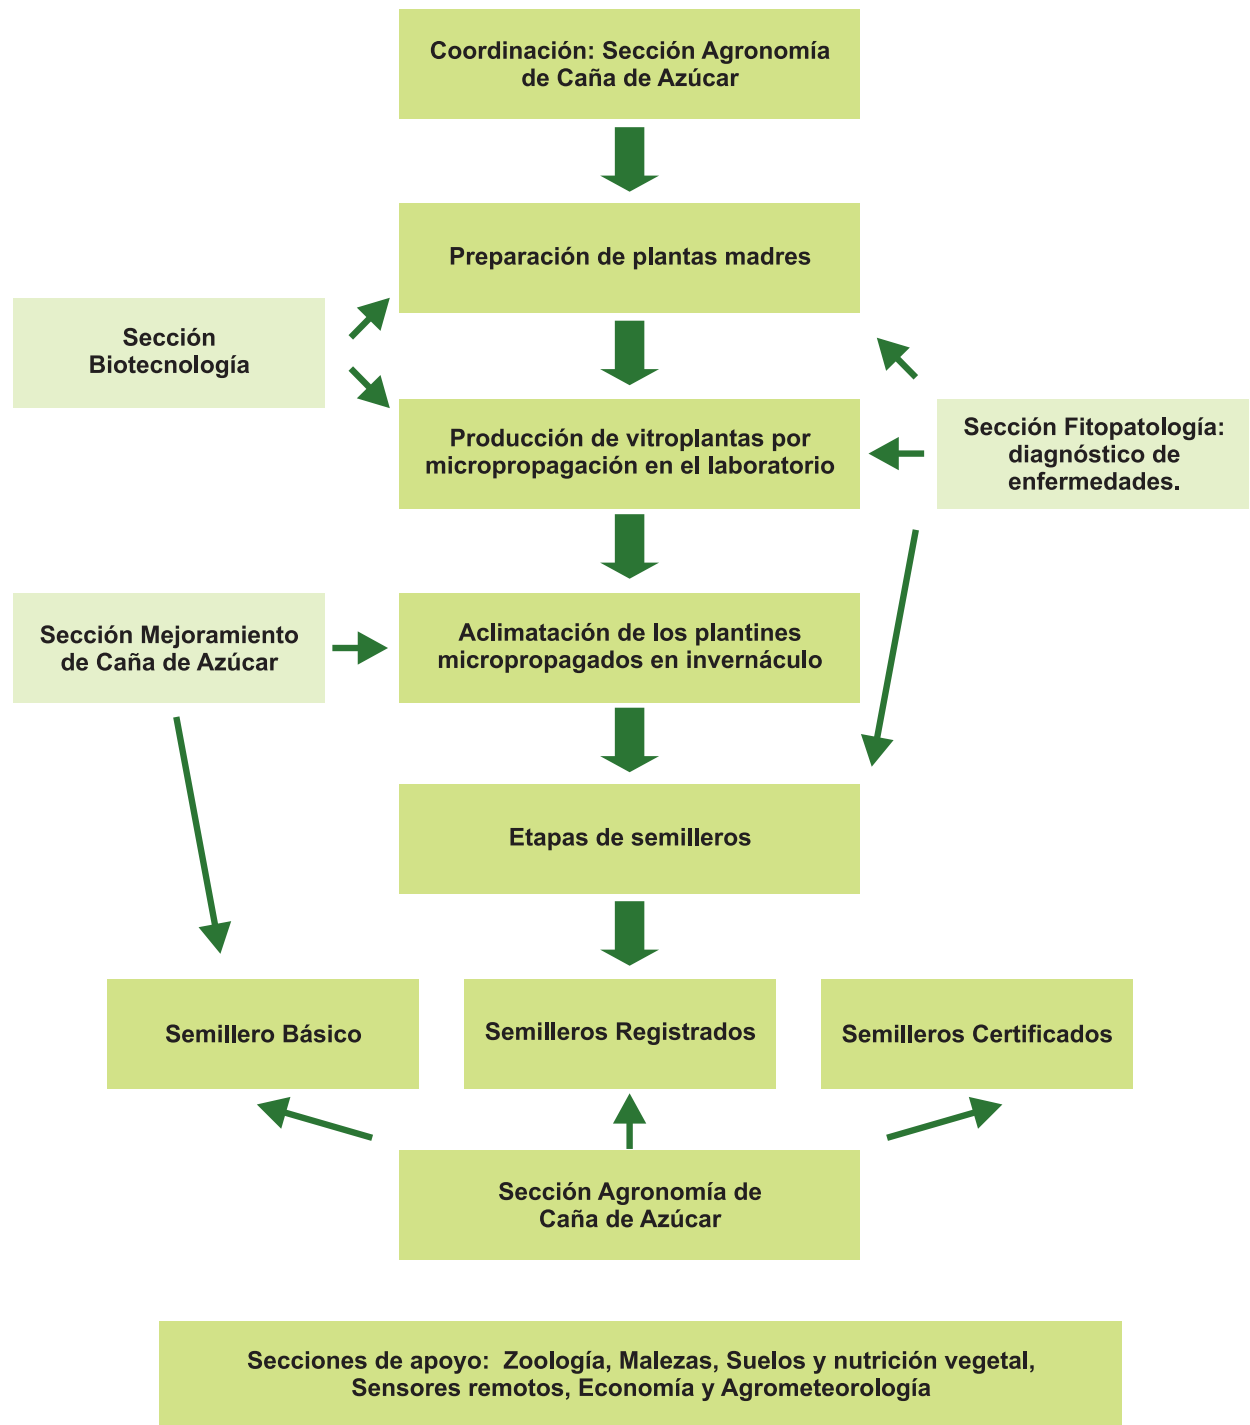 Coordinación: Sección Agronomía
de Caña de Azúcar
Preparación de plantas madres
Sección
Biotecnología
Producción de vitroplantas por
micropropagación en el laboratorio
Sección Fitopatología:
diagnóstico de
enfermedades.
Sección Mejoramiento
de Caña de Azúcar
Aclimatación de los plantines
micropropagados en invernáculo
Etapas de semilleros
Semillero Básico
Semilleros Registrados
Semilleros Certificados
Sección Agronomía de
Caña de Azúcar
Secciones de apoyo:  Zoología, Malezas, Suelos y nutrición vegetal,
Sensores remotos, Economía y Agrometeorología